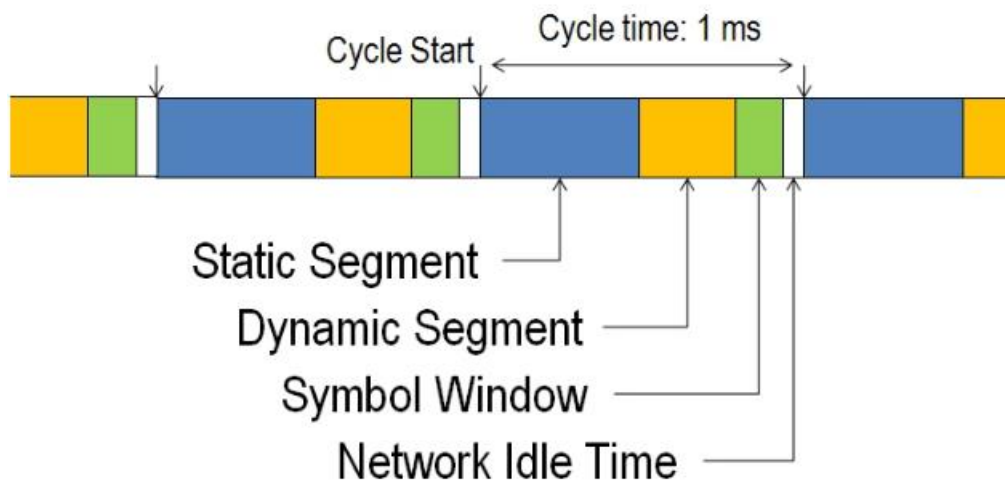 Cycle Start
Cycle time: 1 ms
Static Segment
Dynamic Segment
Symbol Window
Network Idle Time